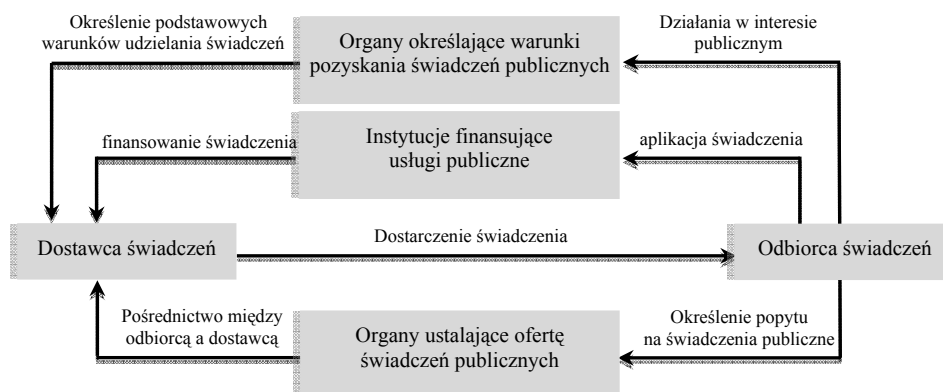 Określenie podstawowych
warunków udzielania świadczeń
Organy określające warunki
pozyskania świadczeń publicznych
Działania w interesie
publicznym
finansowanie świadczenia
Instytucje finansujące
usługi publiczne
aplikacja świadczenia
Dostawca świadczeń
Dostarczenie świadczenia
Odbiorca świadczeń
Pośrednictwo między
odbiorcą a dostawcą
Organy ustalające ofertę
świadczeń publicznych
Określenie popytu
na świadczenia publiczne